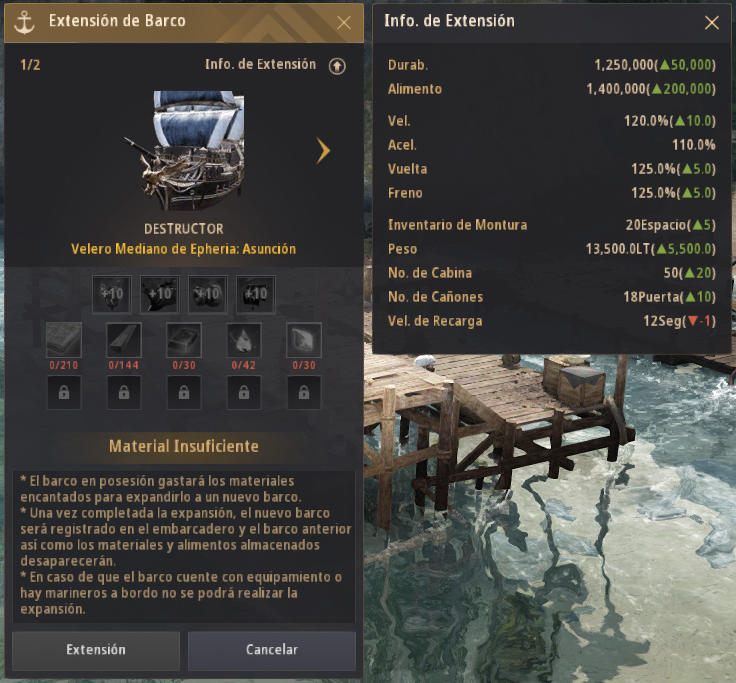 Extensión de Barco
1/2
Info. de Extensión
DESTRUCTOR
Velero Mediano de Epheria: Asunción
+10 +10 +10 +10
0/210 0/144 0/30 0/42 0/30
Material Insuficiente
* El barco en posesión gastará los materiales
encantados para expandirlo a un nuevo barco.
* Una vez completada la expansión, el nuevo barco
será registrado en el embarcadero y el barco anterior
así como los materiales y alimentos almacenados
desaparecerán.
* En caso de que el barco cuente con equipamiento o
hay marineros a bordo no se podrá realizar la
expansión.
Extensión
Cancelar
Info. de Extensión
Durab. 1,250,000(▲50,000)
Alimento 1,400,000(▲200,000)
Vel. 120.0%(▲10.0)
Acel. 110.0%
Vuelta 125.0%(▲5.0)
Freno 125.0%(▲5.0)
Inventario de Montura 20Espacio(▲5)
Peso 13,500.0LT(▲5,500.0)
No. de Cabina 50(▲20)
No. de Cañones 18Puerta(▲10)
Vel. de Recarga 12Seg(▼-1)